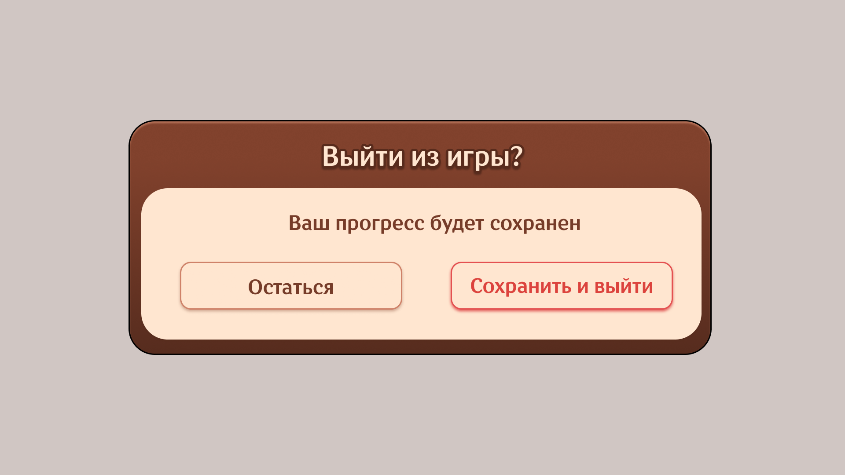 Выйти из игры?
Ваш прогресс будет сохранен
Остаться
Сохранить и выйти